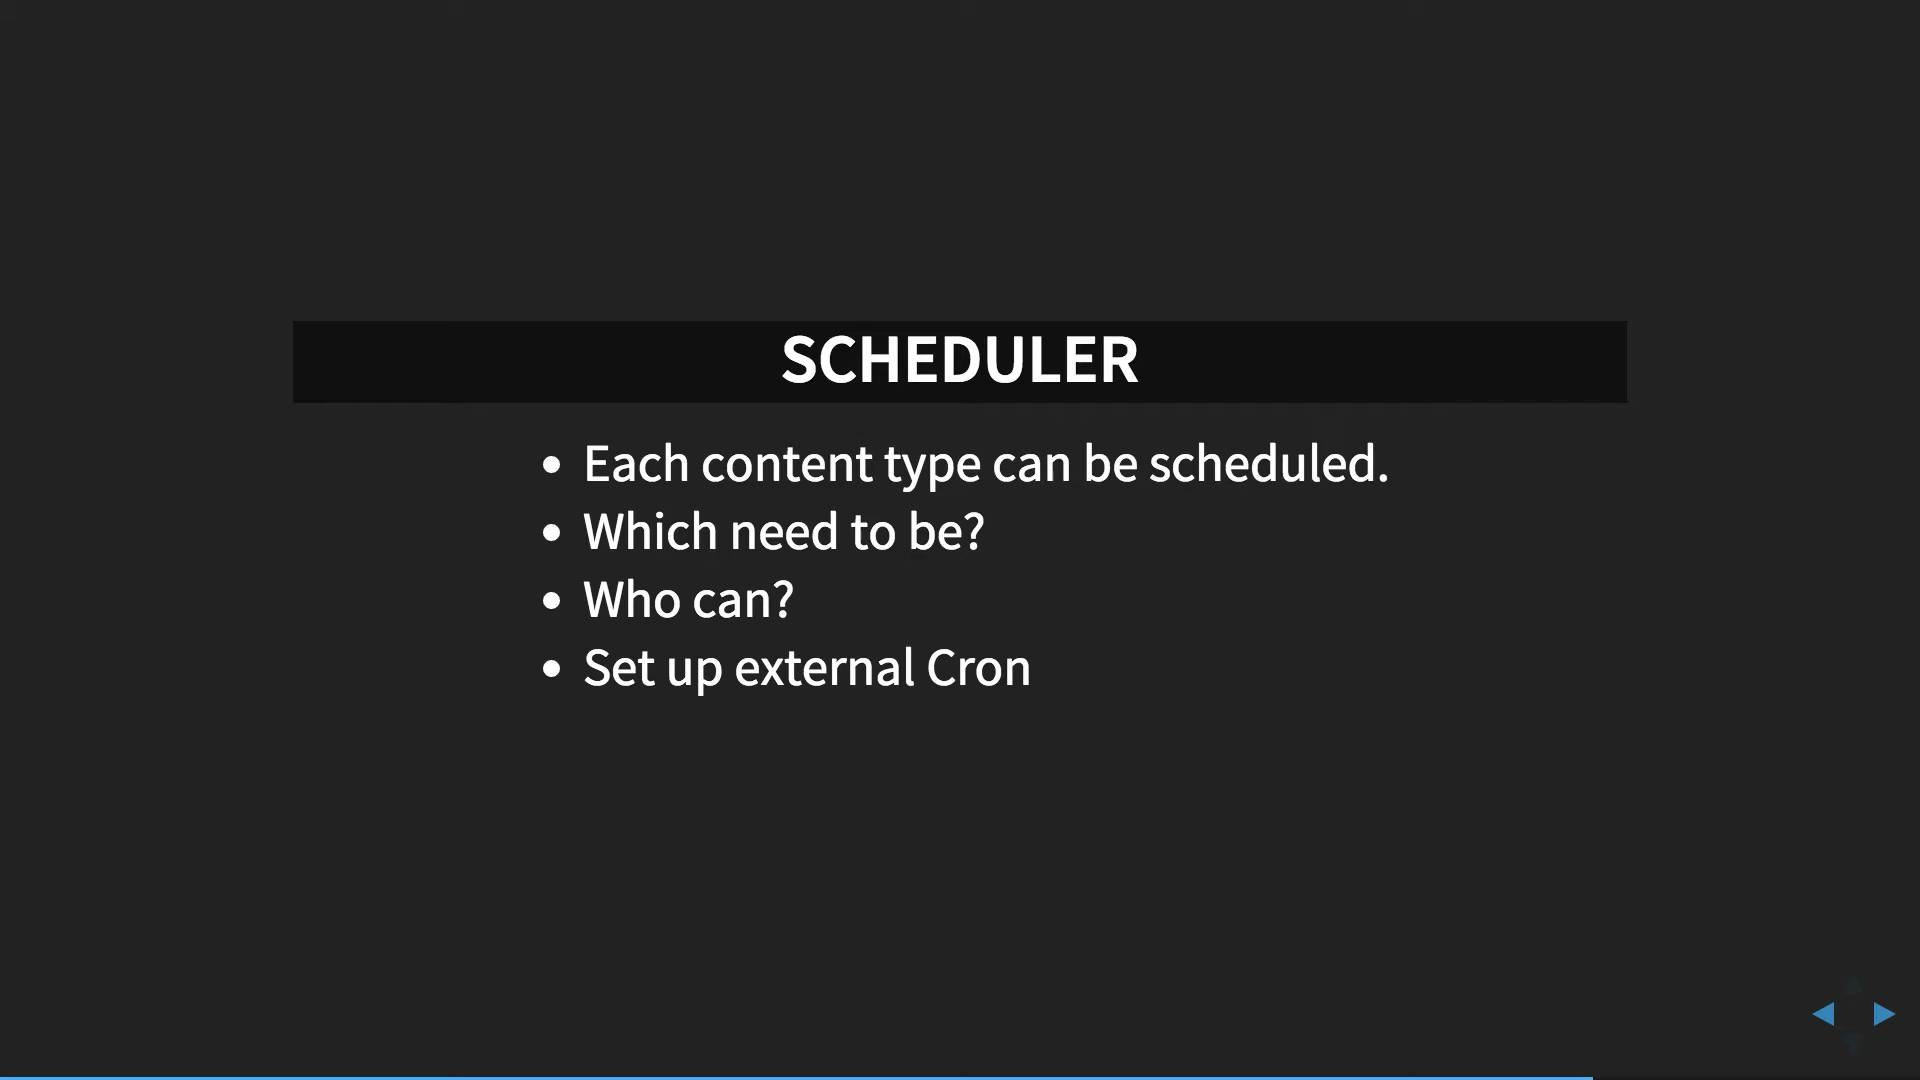 SCHEDULER
• Each content type can be scheduled.
• Which need to be?
• Who can?
• Set up external Cron